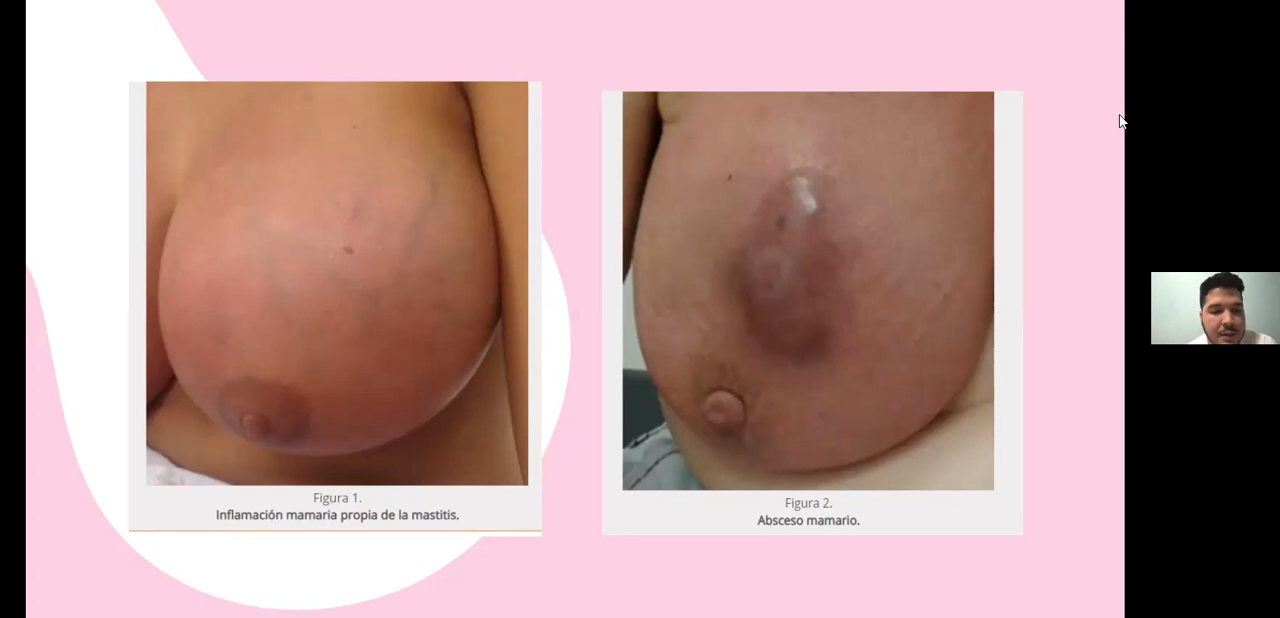 Figura 1.
Inflamación mamaria propia de la mastitis.
Figura 2.
Absceso mamario.